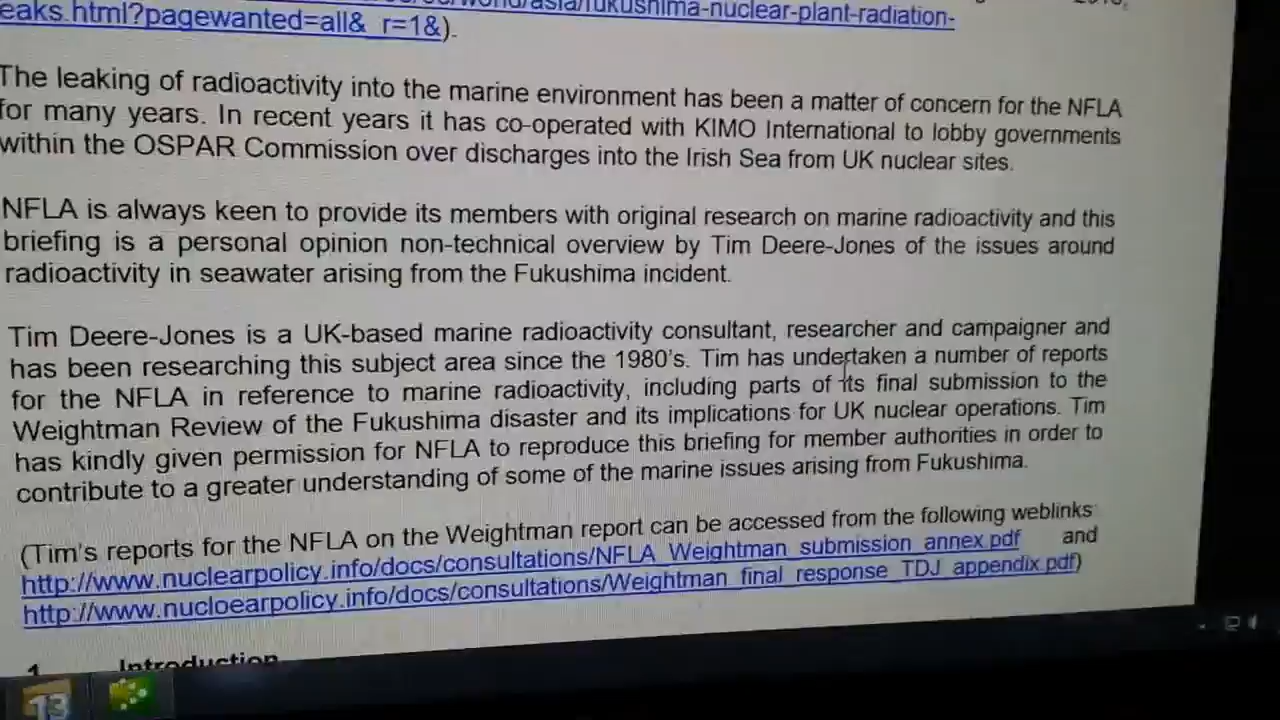 eaks.html?pagewanted=all&_r=1&).
The leaking of radioactivity into the marine environment has been a matter of concern for the NFLA
for many years. In recent years it has co-operated with KIMO International to lobby governments
within the OSPAR Commission over discharges into the Irish Sea from UK nuclear sites.
NFLA is always keen to provide its members with original research on marine radioactivity and this
briefing is a personal opinion non-technical overview by Tim Deere-Jones of the issues around
radioactivity in seawater arising from the Fukushima incident.
Tim Deere-Jones is a UK-based marine radioactivity consultant, researcher and campaigner and
has been researching this subject area since the 1980's. Tim has undertaken a number of reports
for the NFLA in reference to marine radioactivity, including parts of its final submission to the
Weightman Review of the Fukushima disaster and its implications for UK nuclear operations. Tim
has kindly given permission for NFLA to reproduce this briefing for member authorities in order to
contribute to a greater understanding of some of the marine issues arising from Fukushima.
(Tim's reports for the NFLA on the Weightman report can be accessed from the following weblinks
http://www.nuclearpolicy.info/docs/consultations/NFLA_Weightman_submission_annex.pdf and
http://www.nucloearpolicy.info/docs/consultations/Weightman_final_response_TDJ_appendix.pdf)
1 Introduction
13